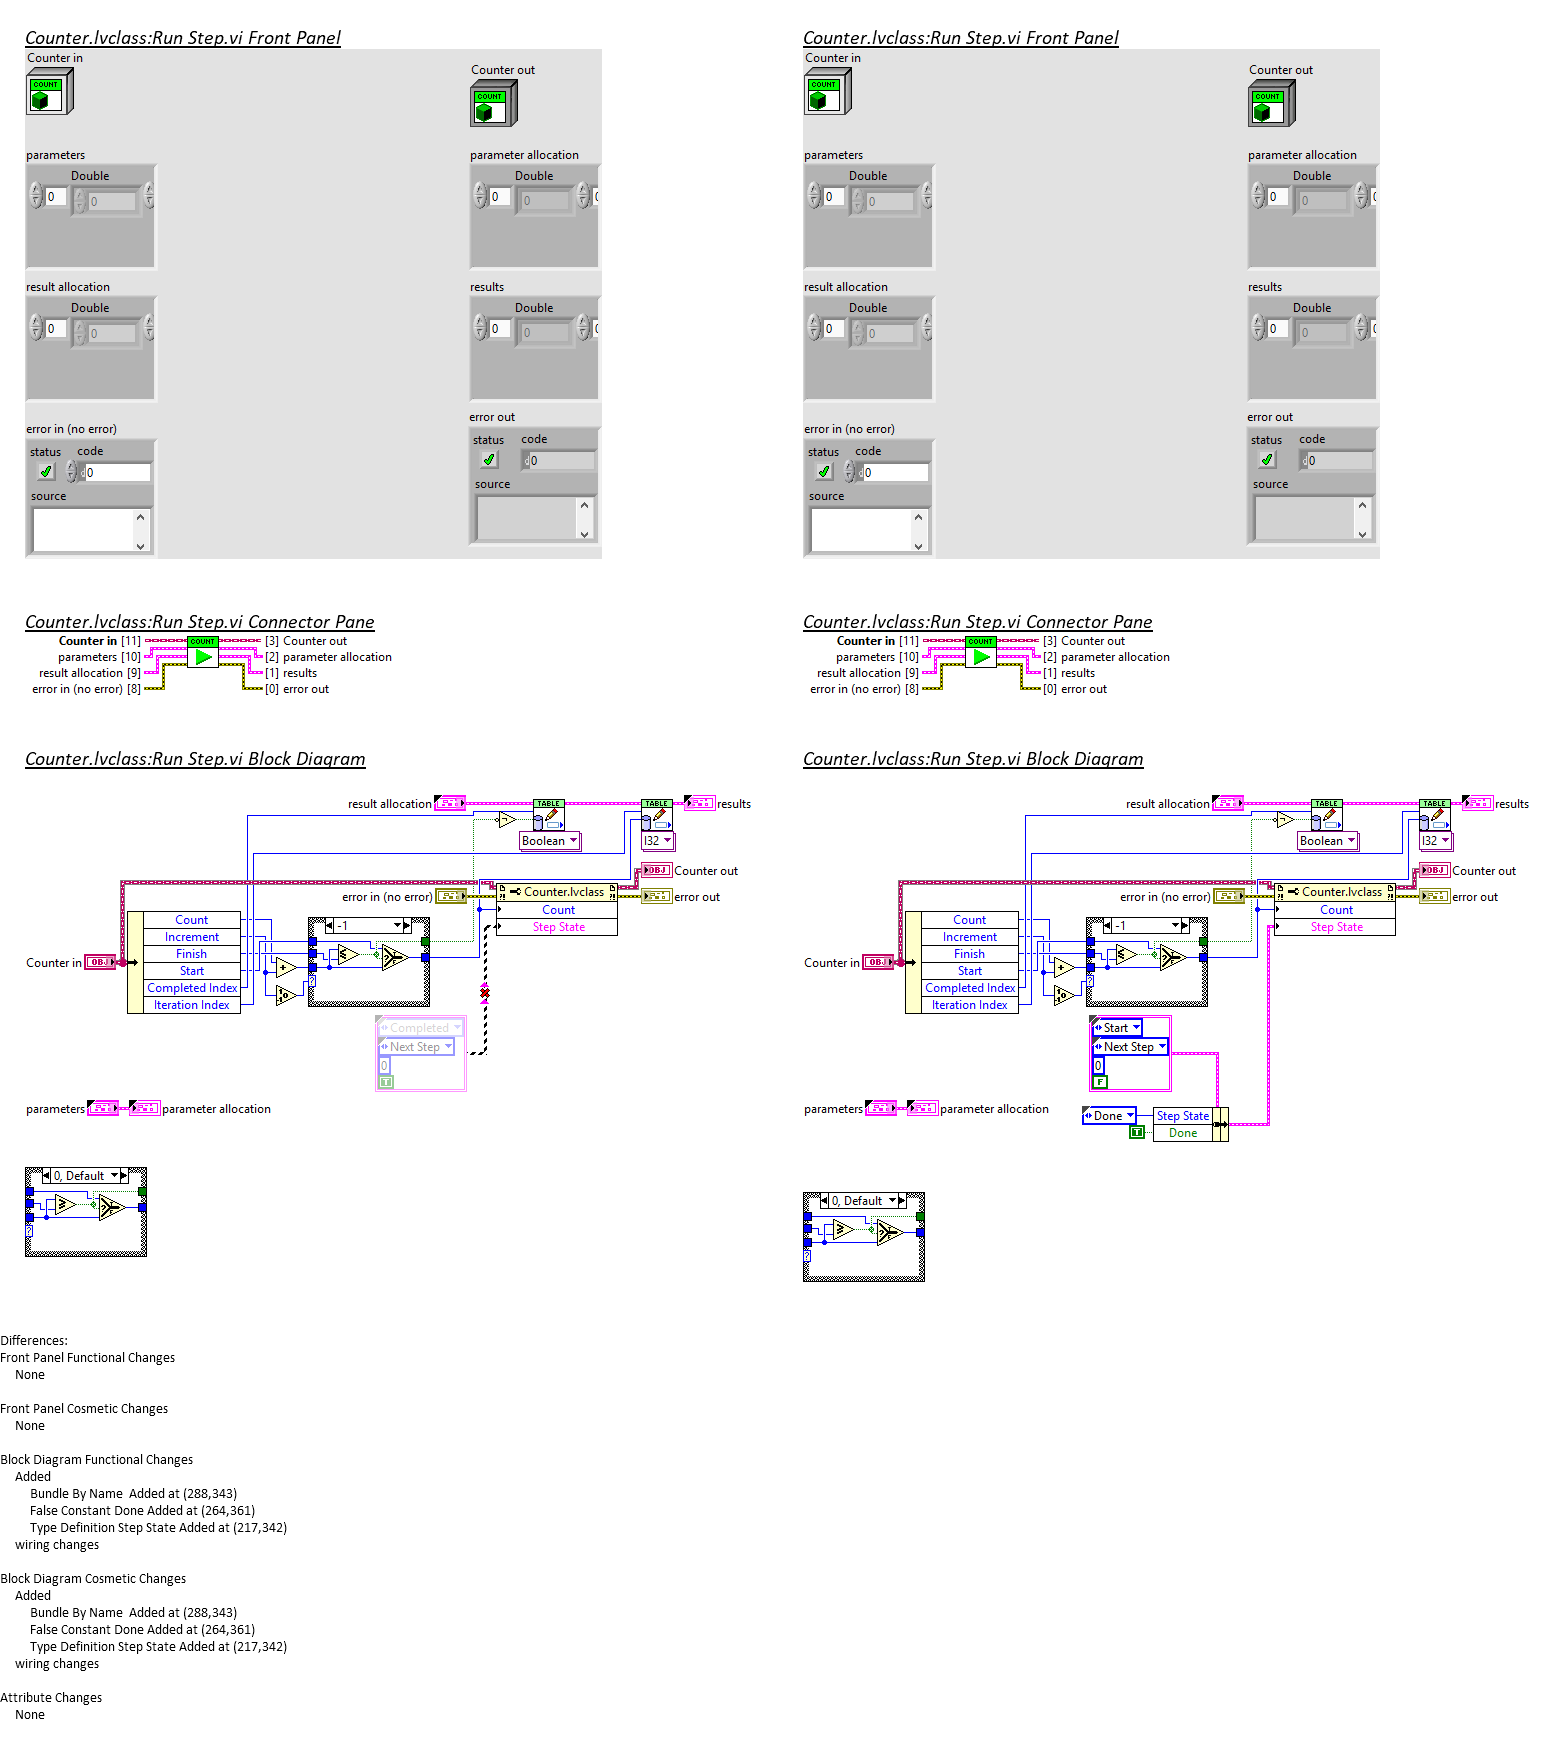 Counter.lvclass:Run Step.vi Front Panel
Counter in
COUNT
Counter out
COUNT
parameters
Double
0
0
parameter allocation
Double
0
0
result allocation
Double
0
0
results
Double
0
0
error in (no error)
status code
d0
source
error out
status code
d0
source
Counter.lvclass:Run Step.vi Front Panel
Counter in
COUNT
Counter out
COUNT
parameters
Double
0
0
parameter allocation
Double
0
0
result allocation
Double
0
0
results
Double
0
0
error in (no error)
status code
d0
source
error out
status code
d0
source
Counter.lvclass:Run Step.vi Connector Pane
Counter in [11] COUNT [3] Counter out
parameters [10] [2] parameter allocation
result allocation [9] [1] results
error in (no error) [8] [0] error out
Counter.lvclass:Run Step.vi Connector Pane
Counter in [11] COUNT [3] Counter out
parameters [10] [2] parameter allocation
result allocation [9] [1] results
error in (no error) [8] [0] error out
Counter.lvclass:Run Step.vi Block Diagram
result allocation TABLE TABLE results
Boolean I32
OBJ Counter out
error in (no error) Counter.lvclass error out
Count
Step State
Counter in OBJ
Count
Increment
Finish
Start
Completed Index
Iteration Index
-1
?
Completed
Next Step
0
T
parameters parameter allocation
0, Default
?
Counter.lvclass:Run Step.vi Block Diagram
result allocation TABLE TABLE results
Boolean I32
OBJ Counter out
error in (no error) Counter.lvclass error out
Count
Step State
Counter in OBJ
Count
Increment
Finish
Start
Completed Index
Iteration Index
-1
?
Start
Next Step
0
F
Done Step State
T Done
parameters parameter allocation
0, Default
?
Differences:
Front Panel Functional Changes
None
Front Panel Cosmetic Changes
None
Block Diagram Functional Changes
Added
Bundle By Name  Added at (288,343)
False Constant Done Added at (264,361)
Type Definition Step State Added at (217,342)
wiring changes
Block Diagram Cosmetic Changes
Added
Bundle By Name  Added at (288,343)
False Constant Done Added at (264,361)
Type Definition Step State Added at (217,342)
wiring changes
Attribute Changes
None